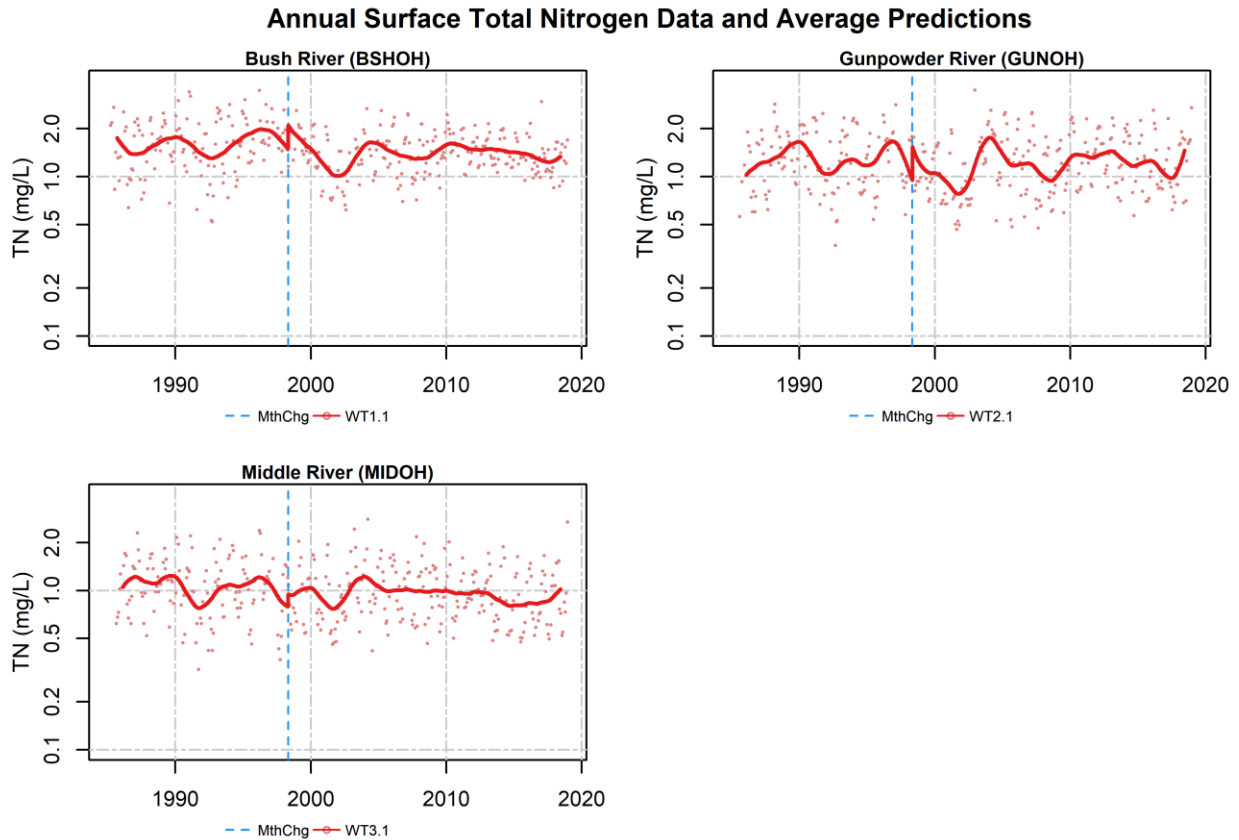 Annual Surface Total Nitrogen Data and Average Predictions
Bush River (BSHOH)
TN (mg/L)
2.0
1.0
0.5
0.2
0.1
1990 2000 2010 2020
MthChg WT1.1
Gunpowder River (GUNOH)
TN (mg/L)
2.0
1.0
0.5
0.2
0.1
1990 2000 2010 2020
MthChg WT2.1
Middle River (MIDOH)
TN (mg/L)
2.0
1.0
0.5
0.2
0.1
1990 2000 2010 2020
MthChg WT3.1